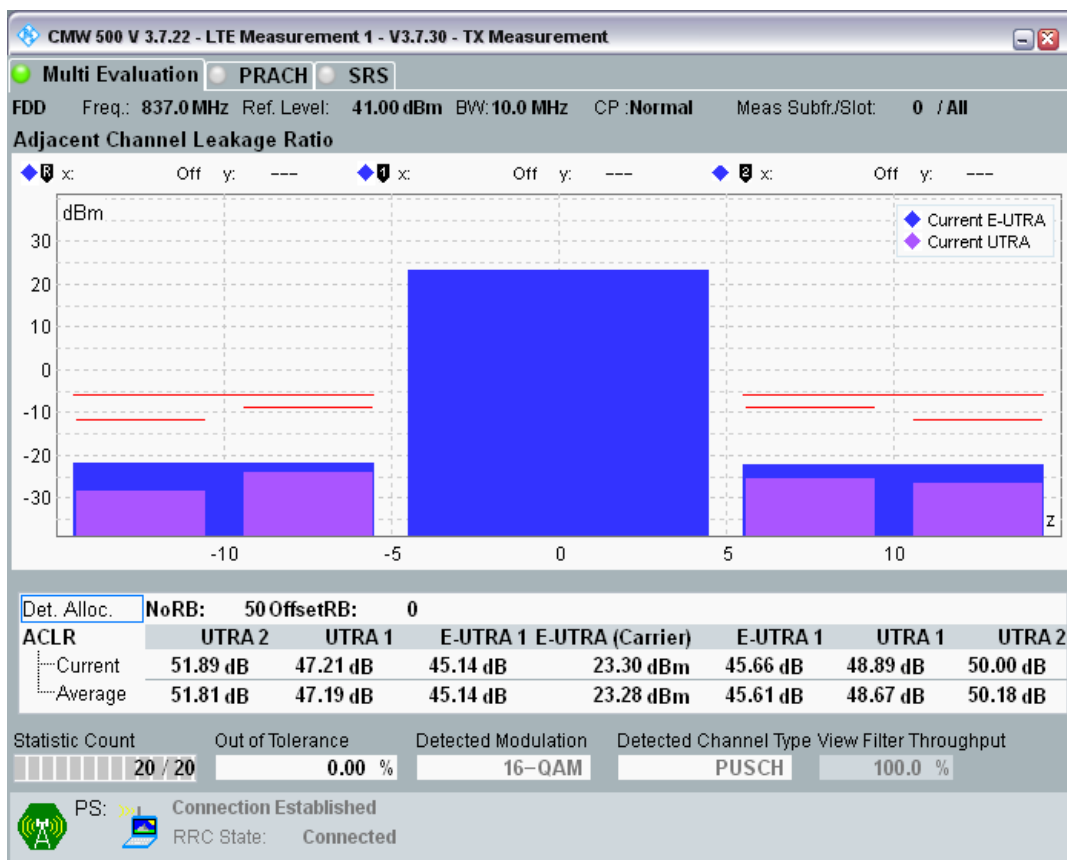 CMW 500 V 3.7.22 - LTE Measurement 1 - V3.7.30 - TX Measurement
Multi Evaluation PRACH SRS
FDD Freq.: 837.0 MHz Ref. Level: 41.00 dBm BW: 10.0 MHz CP :Normal Meas Subfr./Slot: 0 / All
Adjacent Channel Leakage Ratio
R x: Off y: --- 1 x: Off y: --- 2 x: Off y: ---
dBm
Current E-UTRA
Current UTRA
30
20
10
0
-10
-20
-30
z
-10 -5 0 5 10
Det. Alloc. NoRB: 50 OffsetRB: 0
ACLR UTRA 2 UTRA 1 E-UTRA 1 E-UTRA (Carrier) E-UTRA 1 UTRA 1 UTRA 2
Current 51.89 dB 47.21 dB 45.14 dB 23.30 dBm 45.66 dB 48.89 dB 50.00 dB
Average 51.81 dB 47.19 dB 45.14 dB 23.28 dBm 45.61 dB 48.67 dB 50.18 dB
Statistic Count Out of Tolerance Detected Modulation Detected Channel Type View Filter Throughput
20 / 20 0.00 % 16-QAM PUSCH 100.0 %
PS: Connection Established
RRC State: Connected